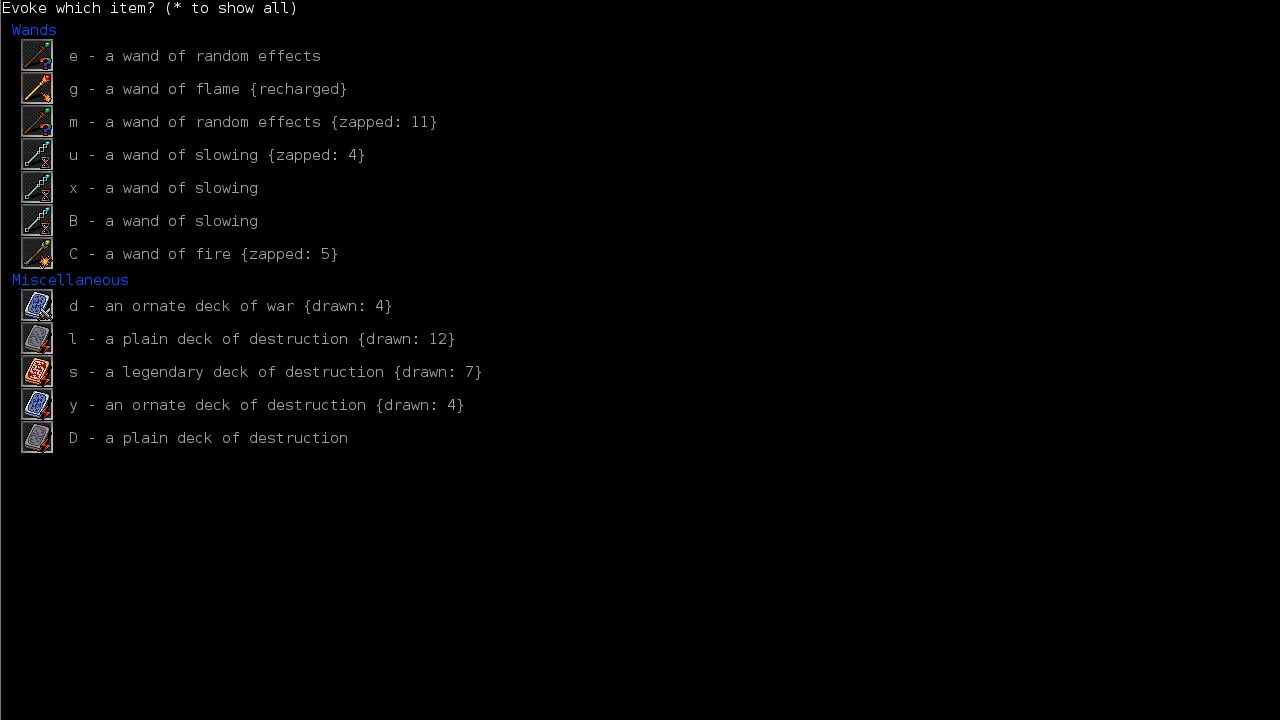 Evoke which item? (* to show all)
Wands
e - a wand of random effects
g - a wand of flame {recharged}
m - a wand of random effects {zapped: 11}
u - a wand of slowing {zapped: 4}
x - a wand of slowing
B - a wand of slowing
C - a wand of fire {zapped: 5}
Miscellaneous
d - an ornate deck of war {drawn: 4}
l - a plain deck of destruction {drawn: 12}
s - a legendary deck of destruction {drawn: 7}
y - an ornate deck of destruction {drawn: 4}
D - a plain deck of destruction